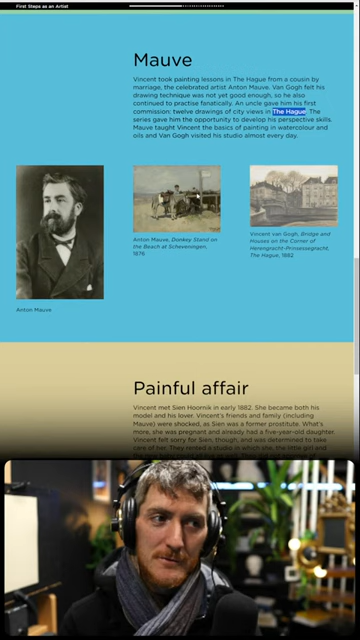 First Steps as an Artist
Mauve
Vincent took painting lessons in The Hague from a cousin by
marriage, the celebrated artist Anton Mauve. Van Gogh felt his
drawing technique was not yet good enough, so he also
continued to practise fanatically. An uncle gave him his first
commission: twelve drawings of city views in The Hague. The
series gave him the opportunity to develop his perspective skills.
Mauve taught Vincent the basics of painting in watercolour and
oils and Van Gogh visited his studio almost every day.
Anton Mauve, Donkey Stand on
the Beach at Scheveningen,
1876
Vincent van Gogh, Bridge and
Houses on the Corner of
Herengracht-Prinsessegracht,
The Hague, 1882
Anton Mauve
Painful affair
Vincent met Sien Hoornik in early 1882. She became both his
model and his lover. Vincent's friends and family (including
Mauve) were shocked, as Sien was a former prostitute. What's
more, she was pregnant and already had a five-year-old daughter.
Vincent felt sorry for Sien, though, and was determined to take
care of her. They rented a studio in which she, the little girl and